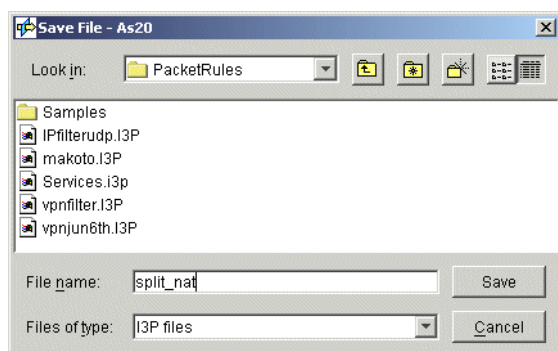 Save File - As20
Look in: PacketRules
Samples
IPfilterudp.I3P
makoto.I3P
Services.i3p
vpnfilter.I3P
vpnjun6th.I3P
File name: split_nat Save
Files of type: I3P files Cancel